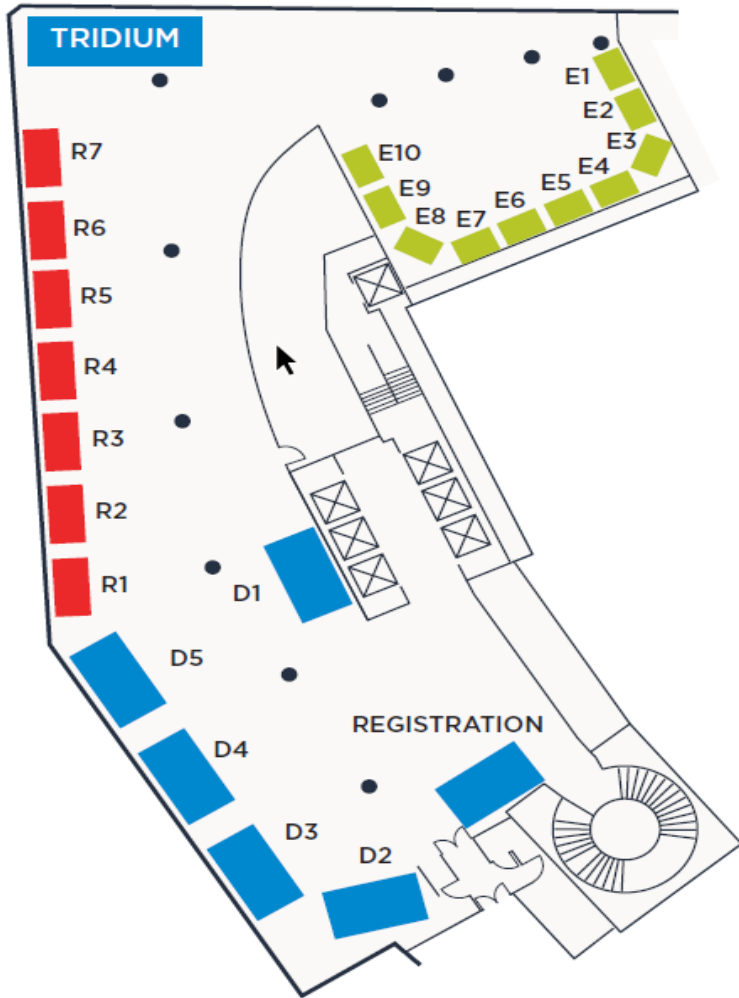 TRIDIUM
E1
E2
E3
E4
E5
E6
E7
E8
E9
E10
R7
R6
R5
R4
R3
R2
R1
D1
D5
REGISTRATION
D4
D3
D2